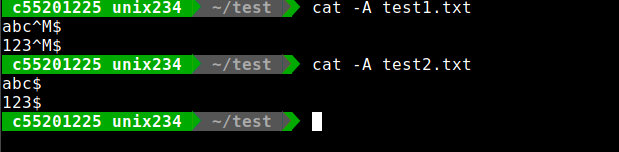 c55201225 unix234 ~/test cat -A test1.txt
abc^M$
123^M$
c55201225 unix234 ~/test cat -A test2.txt
abc$
123$
c55201225 unix234 ~/test